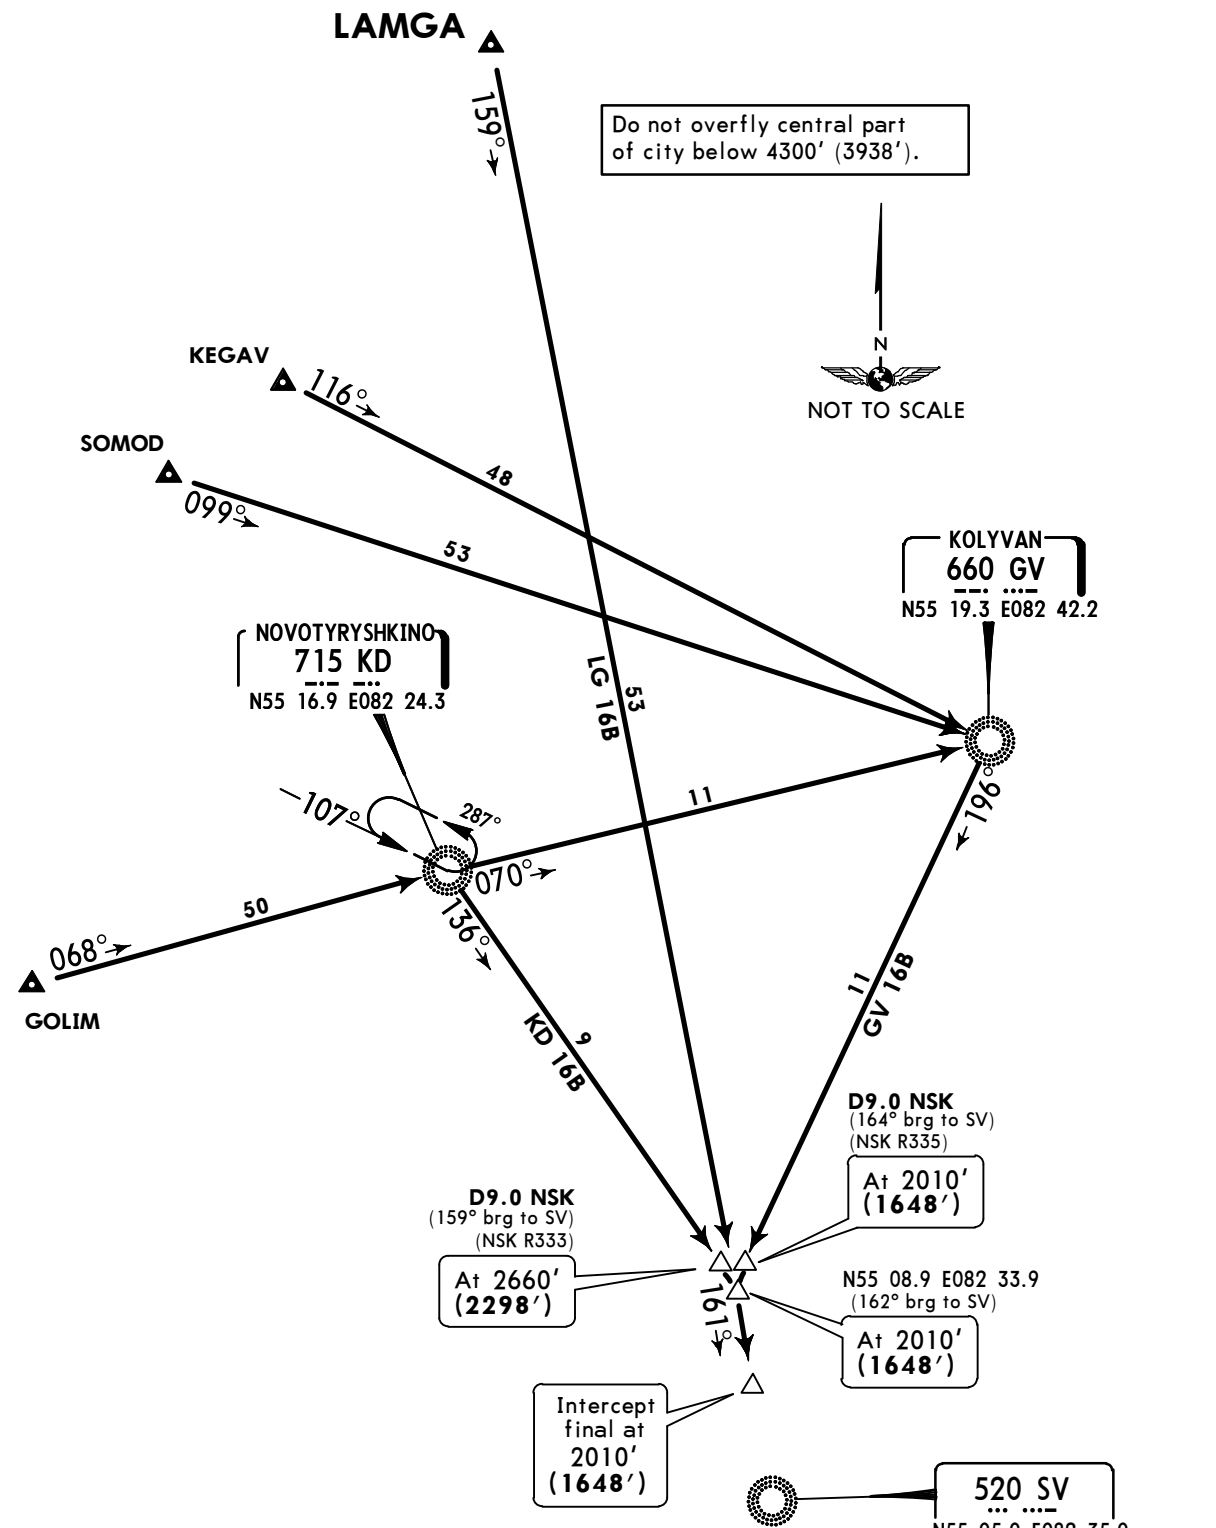 LAMGA
159°
Do not overfly central part
of city below 4300' (3938').
N
NOT TO SCALE
KEGAV
116°
SOMOD
099°
48
53
KOLYVAN
660 GV
N55 19.3 E082 42.2
NOVOTYRYSHKINO
715 KD
N55 16.9 E082 24.3
53
LG 16B
107°
287°
11
196°
070°
50
136°
068°
GOLIM
9
KD 16B
11
GV 16B
D9.0 NSK
(164° brg to SV)
(NSK R335)
At 2010'
(1648')
D9.0 NSK
(159° brg to SV)
(NSK R333)
At 2660'
(2298')
N55 08.9 E082 33.9
(162° brg to SV)
At 2010'
(1648')
161°
Intercept
final at
2010'
(1648')
520 SV